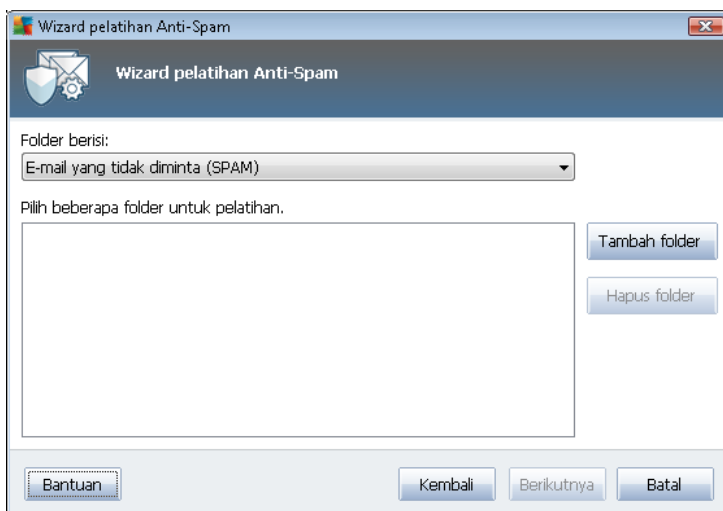 Wizard pelatihan Anti-Spam
Wizard pelatihan Anti-Spam
Folder berisi:
E-mail yang tidak diminta (SPAM)
Pilih beberapa folder untuk pelatihan.
Tambah folder
Hapus folder
Bantuan
Kembali
Berikutnya
Batal